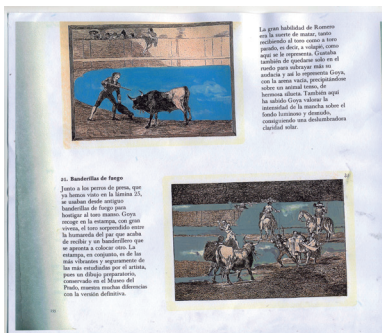 La gran habilidad de Romero
era la suerte de matar, tanto
recibiendo al toro como a toro
parado, es decir, a volapié, como
aquí se le representa. Gustaba
también de quedarse solo en el
ruedo para subrayar más su
audacia y así lo representa Goya,
con la arena vacía, precipitándose
sobre un animal tenso, de
hermosa silueta. También aquí
ha sabido Goya valorar la
intensidad de la mancha sobre el
fondo luminoso y desnudo,
consiguiendo una deslumbradora
claridad solar.
21. Banderillas de fuego
Junto a los perros de presa, que
ya hemos visto en la lámina 25,
se usaban desde antiguo
banderillas de fuego para
hostigar al toro manso. Goya
recoge en la estampa, con gran
viveza, el toro sorprendido entre
la humareda del par que acaba
de recibir y un banderillero que
se apronta a colocar otro. La
estampa, en conjunto, es de las
más vibrantes y seguramente de
las más estudiadas por el artista,
pues un dibujo preparatorio,
conservado en el Museo del
Prado, muestra muchas diferencias
con la versión definitiva.